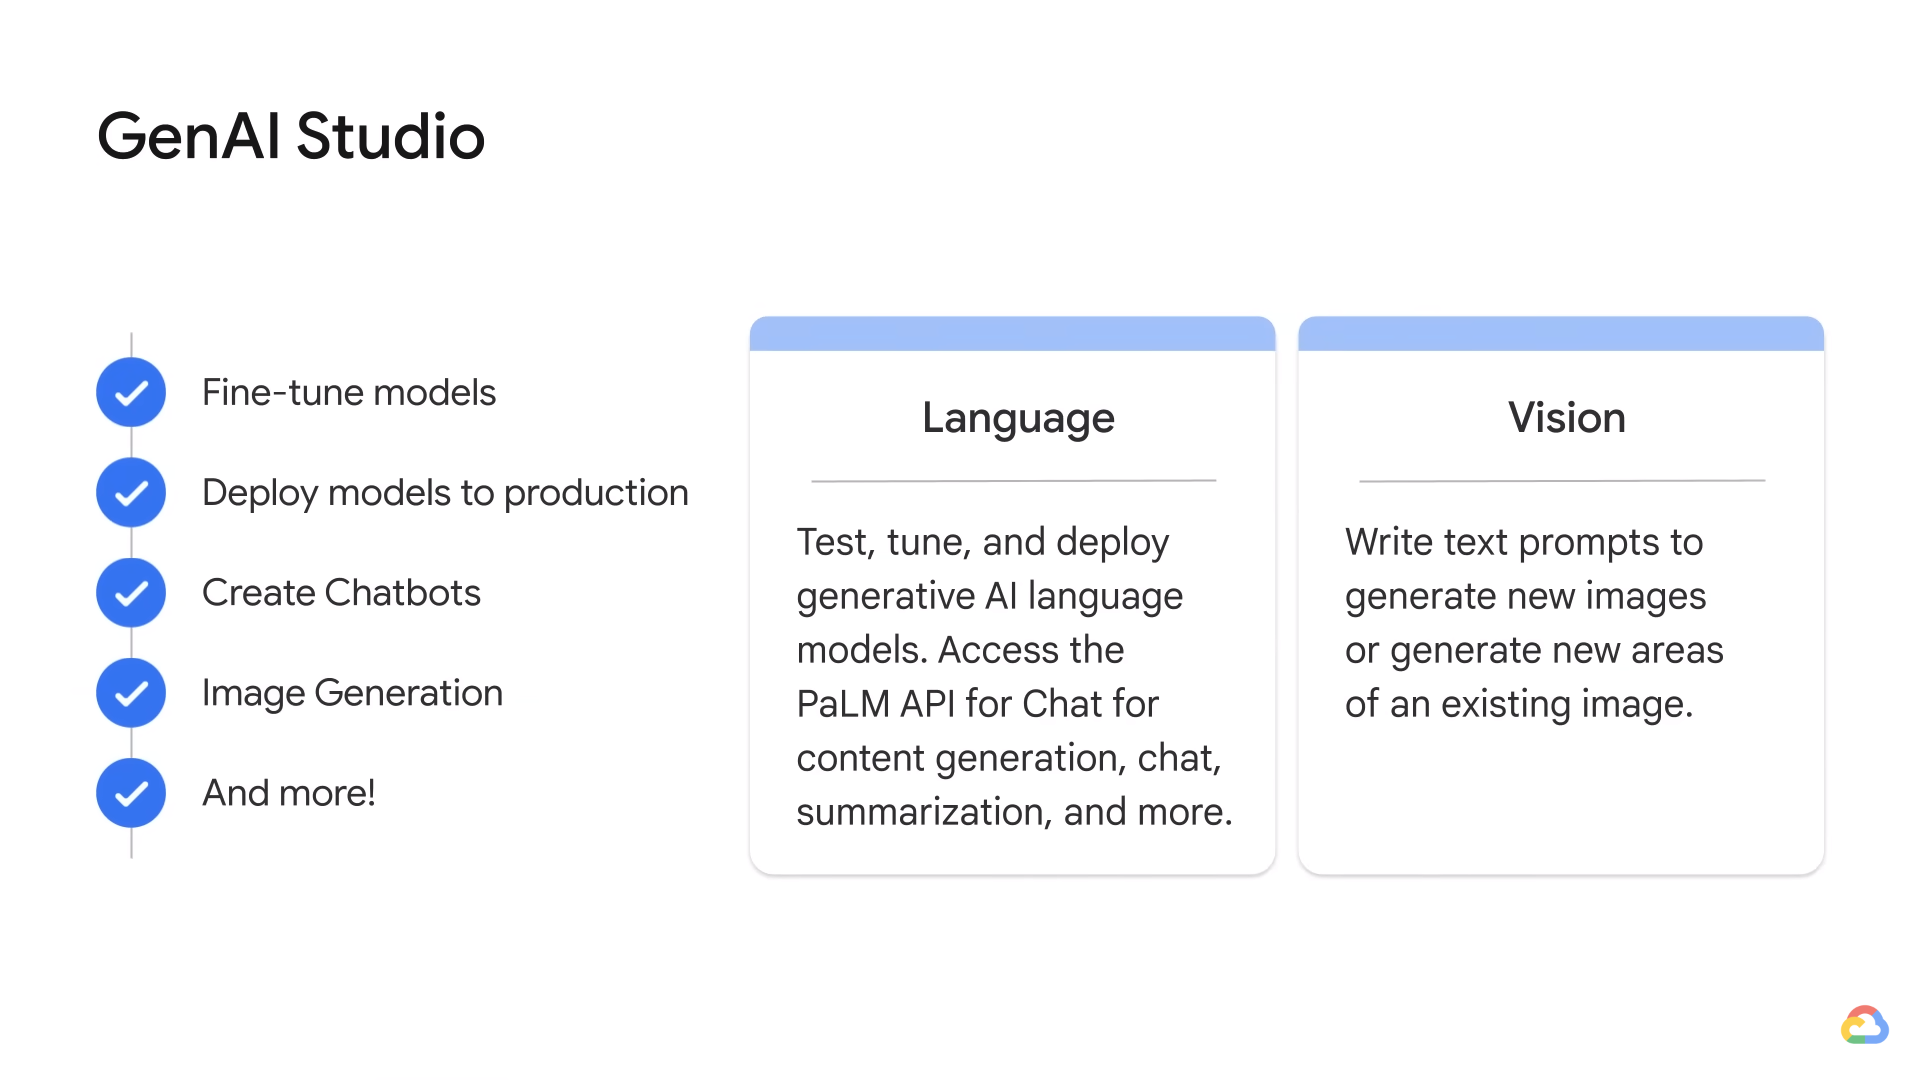 GenAI Studio
Fine-tune models
Deploy models to production
Create Chatbots
Image Generation
And more!
Language
Test, tune, and deploy
generative AI language
models. Access the
PaLM API for Chat for
content generation, chat,
summarization, and more.
Vision
Write text prompts to
generate new images
or generate new areas
of an existing image.